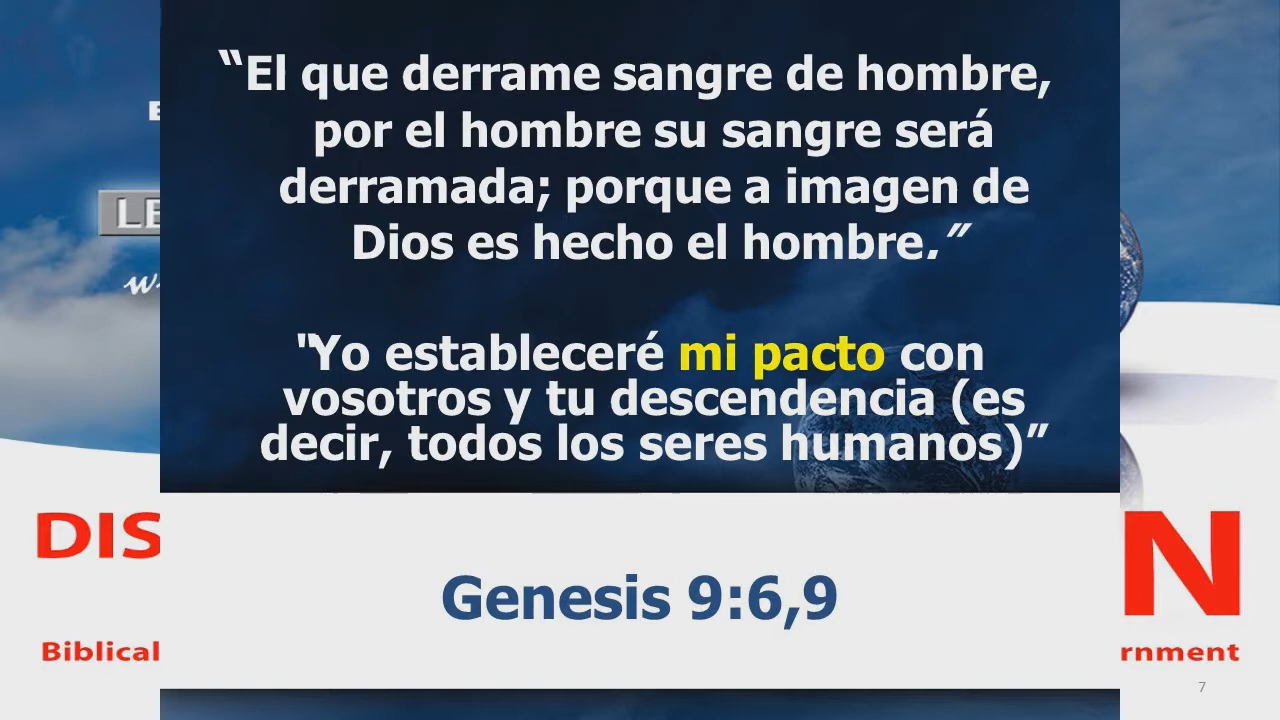 “El que derrame sangre de hombre,
por el hombre su sangre será
derramada; porque a imagen de
Dios es hecho el hombre.”
"Yo estableceré mi pacto con
vosotros y tu descendencia (es
decir, todos los seres humanos)”
Genesis 9:6,9
LE
DIS
N
Biblical
rnment
7